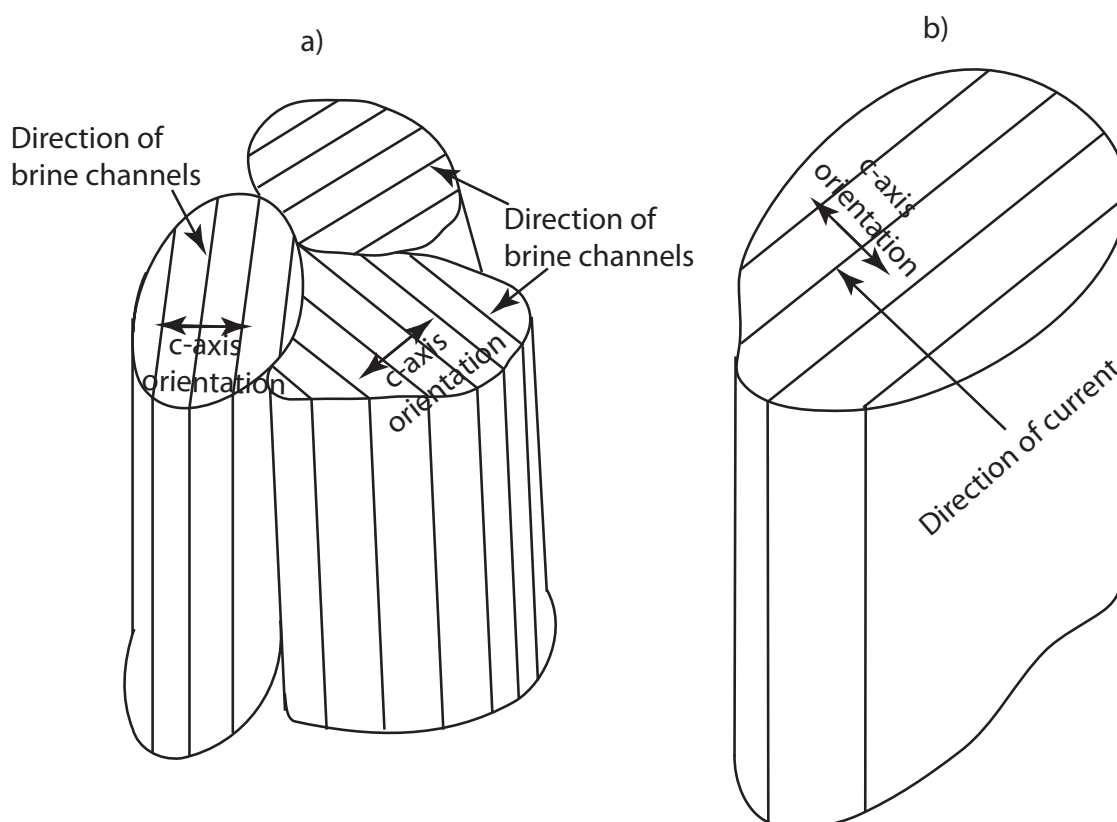 a)
b)
Direction of
brine channels
Direction of
brine channels
c-axis
orientation
c-axis
orientation
c-axis
orientation
Direction of current